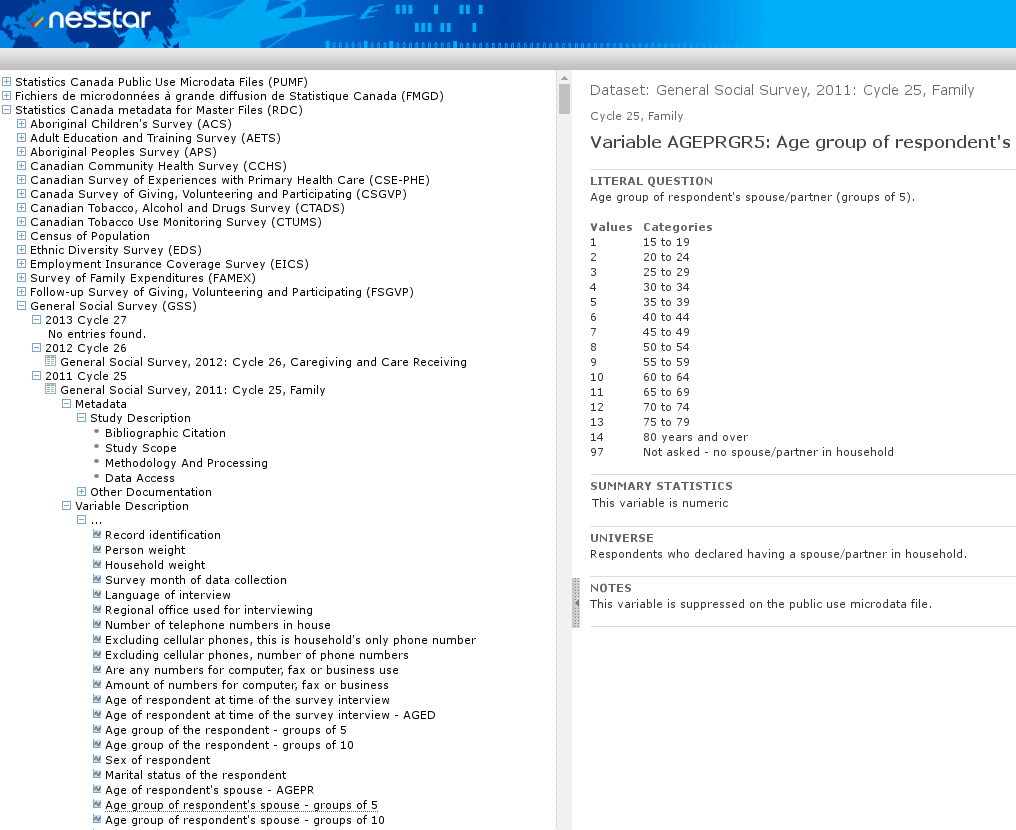 nesstar
Statistics Canada Public Use Microdata Files (PUMF)
Fichiers de microdonnées à grande diffusion de Statistique Canada (FMGD)
Statistics Canada metadata for Master Files (RDC)
Aboriginal Children's Survey (ACS)
Adult Education and Training Survey (AETS)
Aboriginal Peoples Survey (APS)
Canadian Community Health Survey (CCHS)
Canadian Survey of Experiences with Primary Health Care (CSE-PHE)
Canada Survey of Giving, Volunteering and Participating (CSGVP)
Canadian Tobacco, Alcohol and Drugs Survey (CTADS)
Canadian Tobacco Use Monitoring Survey (CTUMS)
Census of Population
Ethnic Diversity Survey (EDS)
Employment Insurance Coverage Survey (EICS)
Survey of Family Expenditures (FAMEX)
Follow-up Survey of Giving, Volunteering and Participating (FSGVP)
General Social Survey (GSS)
2013 Cycle 27
No entries found.
2012 Cycle 26
General Social Survey, 2012: Cycle 26, Caregiving and Care Receiving
2011 Cycle 25
General Social Survey, 2011: Cycle 25, Family
Metadata
Study Description
Bibliographic Citation
Study Scope
Methodology And Processing
Data Access
Other Documentation
Variable Description
...
Record identification
Person weight
Household weight
Survey month of data collection
Language of interview
Regional office used for interviewing
Number of telephone numbers in house
Excluding cellular phones, this is household's only phone number
Excluding cellular phones, number of phone numbers
Are any numbers for computer, fax or business use
Amount of numbers for computer, fax or business
Age of respondent at time of the survey interview
Age of respondent at time of the survey interview - AGED
Age group of the respondent - groups of 5
Age group of the respondent - groups of 10
Sex of respondent
Marital status of the respondent
Age of respondent's spouse - AGEPR
Age group of respondent's spouse - groups of 5
Age group of respondent's spouse - groups of 10
Dataset: General Social Survey, 2011: Cycle 25, Family
Cycle 25, Family
Variable AGEPRGR5: Age group of respondent's
LITERAL QUESTION
Age group of respondent's spouse/partner (groups of 5).
Values Categories
1 15 to 19
2 20 to 24
3 25 to 29
4 30 to 34
5 35 to 39
6 40 to 44
7 45 to 49
8 50 to 54
9 55 to 59
10 60 to 64
11 65 to 69
12 70 to 74
13 75 to 79
14 80 years and over
97 Not asked - no spouse/partner in household
SUMMARY STATISTICS
This variable is numeric
UNIVERSE
Respondents who declared having a spouse/partner in household.
NOTES
This variable is suppressed on the public use microdata file.